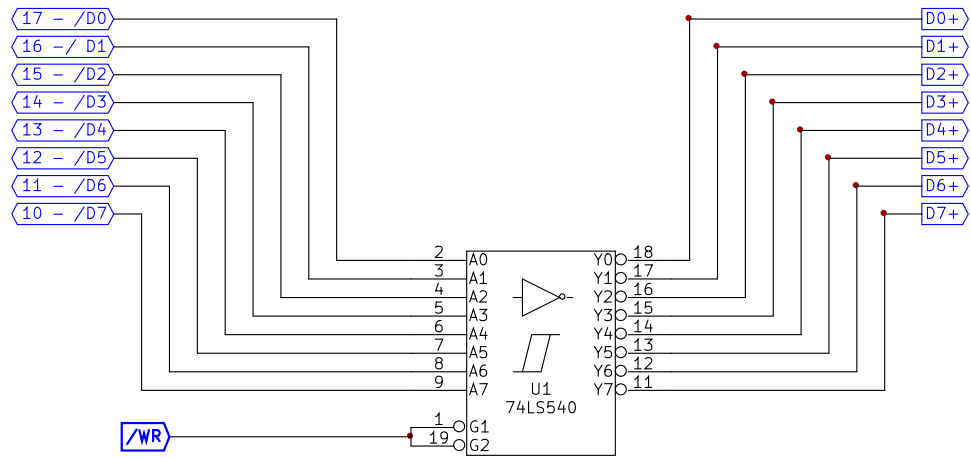 17 - /D0
D0+
16 -/ D1
D1+
15 - /D2
D2+
14 - /D3
D3+
13 - /D4
D4+
12 - /D5
D5+
11 - /D6
D6+
10 - /D7
D7+
2 A0 Y0 18
3 A1 Y1 17
4 A2 Y2 16
5 A3 Y3 15
6 A4 Y4 14
7 A5 Y5 13
8 A6 Y6 12
9 A7 Y7 11
U1
74LS540
1 G1
/WR
19 G2